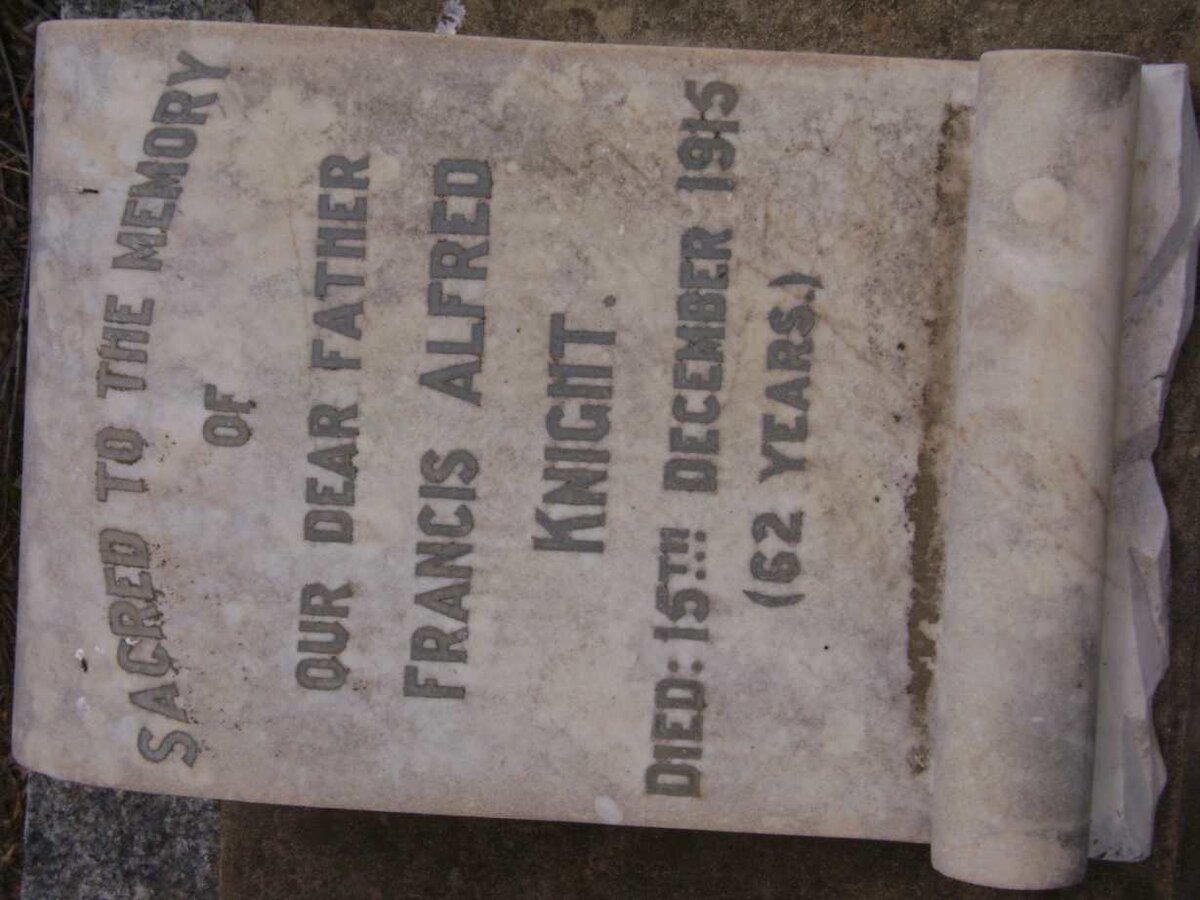 SACRED TO THE MEMORY
OF
OUR DEAR FATHER
FRANCIS ALFRED
KNIGHT.
DIED: 15TH DECEMBER 1915
(62 YEARS.)